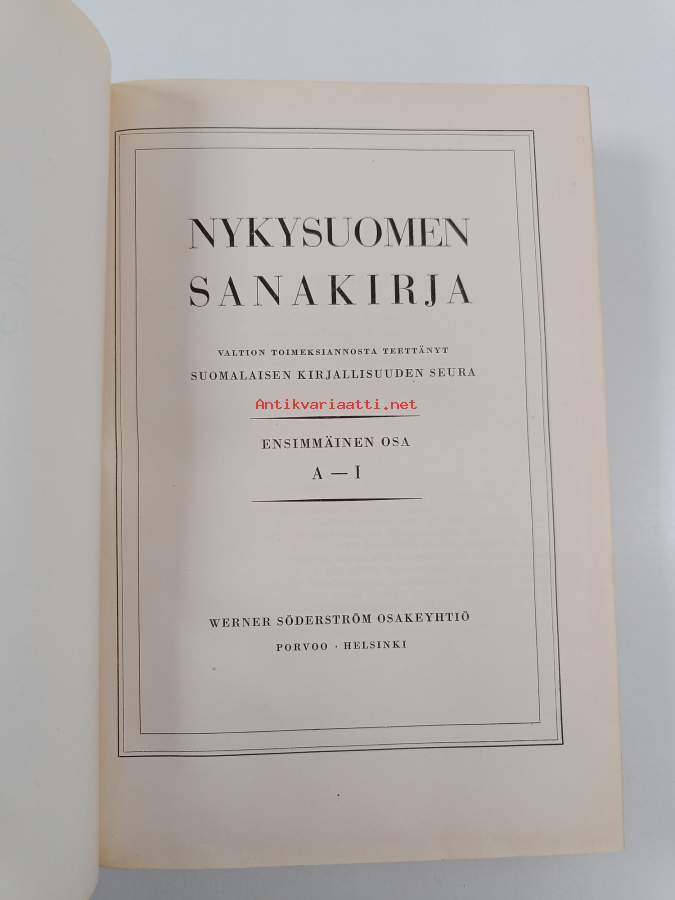 NYKYSUOMEN
SANAKIRJA
VALTION TOIMEKSIANNOSTA TEETTÄNYT
SUOMALAISEN KIRJALLISUUDEN SEURA
Antikvariaatti.net
ENSIMMÄINEN OSA
A — I
WERNER SÖDERSTRÖM OSAKEYHTIÖ
PORVOO · HELSINKI